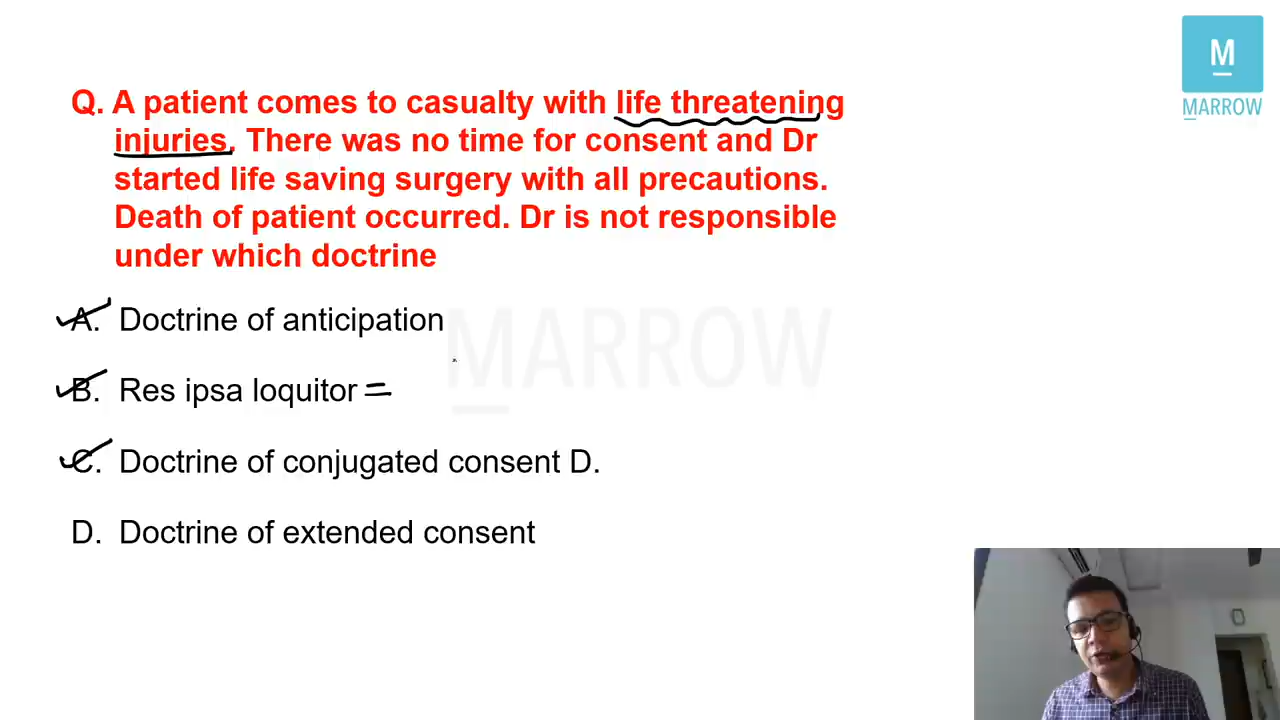 M
MARROW
Q. A patient comes to casualty with life threatening
injuries. There was no time for consent and Dr
started life saving surgery with all precautions.
Death of patient occurred. Dr is not responsible
under which doctrine
A. Doctrine of anticipation
MARROW
B. Res ipsa loquitor =
C. Doctrine of conjugated consent D.
D. Doctrine of extended consent